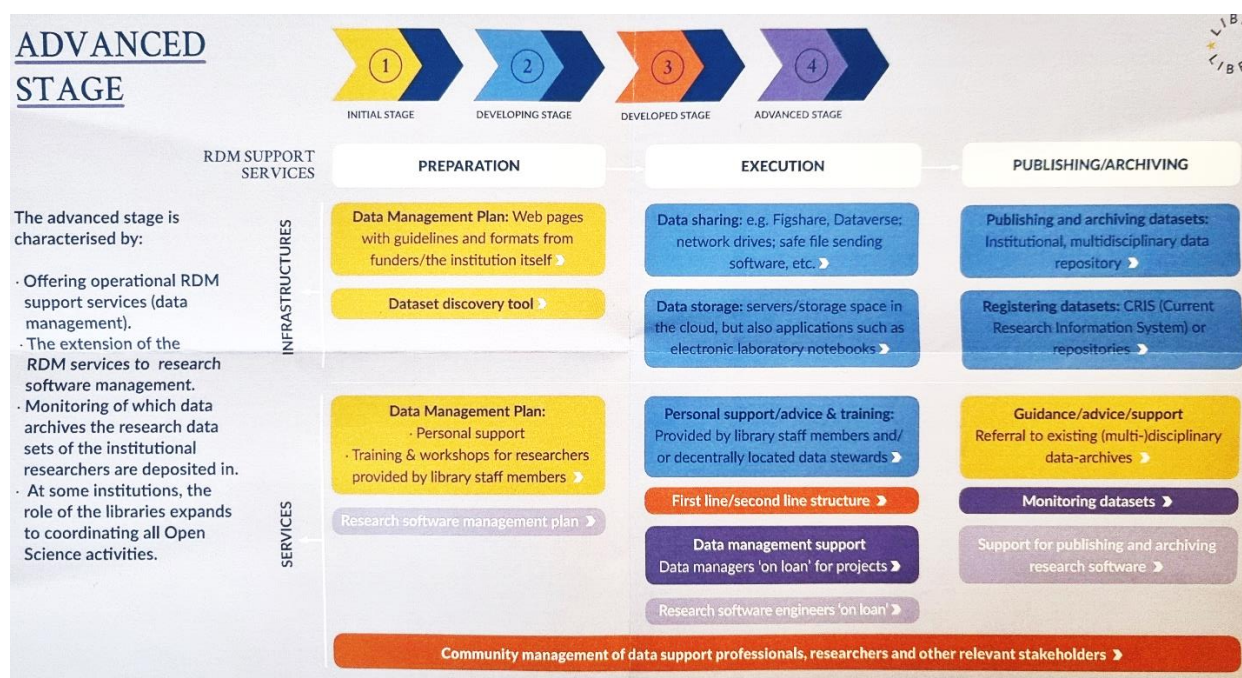 ADVANCED
STAGE
1
2
3
4
INITIAL STAGE
DEVELOPING STAGE
DEVELOPED STAGE
ADVANCED STAGE
LIB
LIB
RDM SUPPORT
SERVICES
PREPARATION
EXECUTION
PUBLISHING/ARCHIVING
The advanced stage is
characterised by:
· Offering operational RDM
support services (data
management).
· The extension of the
RDM services to research
software management.
· Monitoring of which data
archives the research data
sets of the institutional
researchers are deposited in.
· At some institutions, the
role of the libraries expands
to coordinating all Open
Science activities.
INFRASTRUCTURES
Data Management Plan: Web pages
with guidelines and formats from
funders/the institution itself
Dataset discovery tool
Data sharing: e.g. Figshare, Dataverse;
network drives; safe file sending
software, etc.
Data storage: servers/storage space in
the cloud, but also applications such as
electronic laboratory notebooks
Publishing and archiving datasets:
Institutional, multidisciplinary data
repository
Registering datasets: CRIS (Current
Research Information System) or
repositories
SERVICES
Data Management Plan:
· Personal support
· Training & workshops for researchers
provided by library staff members
Research software management plan
Personal support/advice & training:
Provided by library staff members and/
or decentrally located data stewards
First line/second line structure
Data management support
Data managers 'on loan' for projects
Research software engineers 'on loan'
Guidance/advice/support
Referral to existing (multi-)disciplinary
data-archives
Monitoring datasets
Support for publishing and archiving
research software
Community management of data support professionals, researchers and other relevant stakeholders